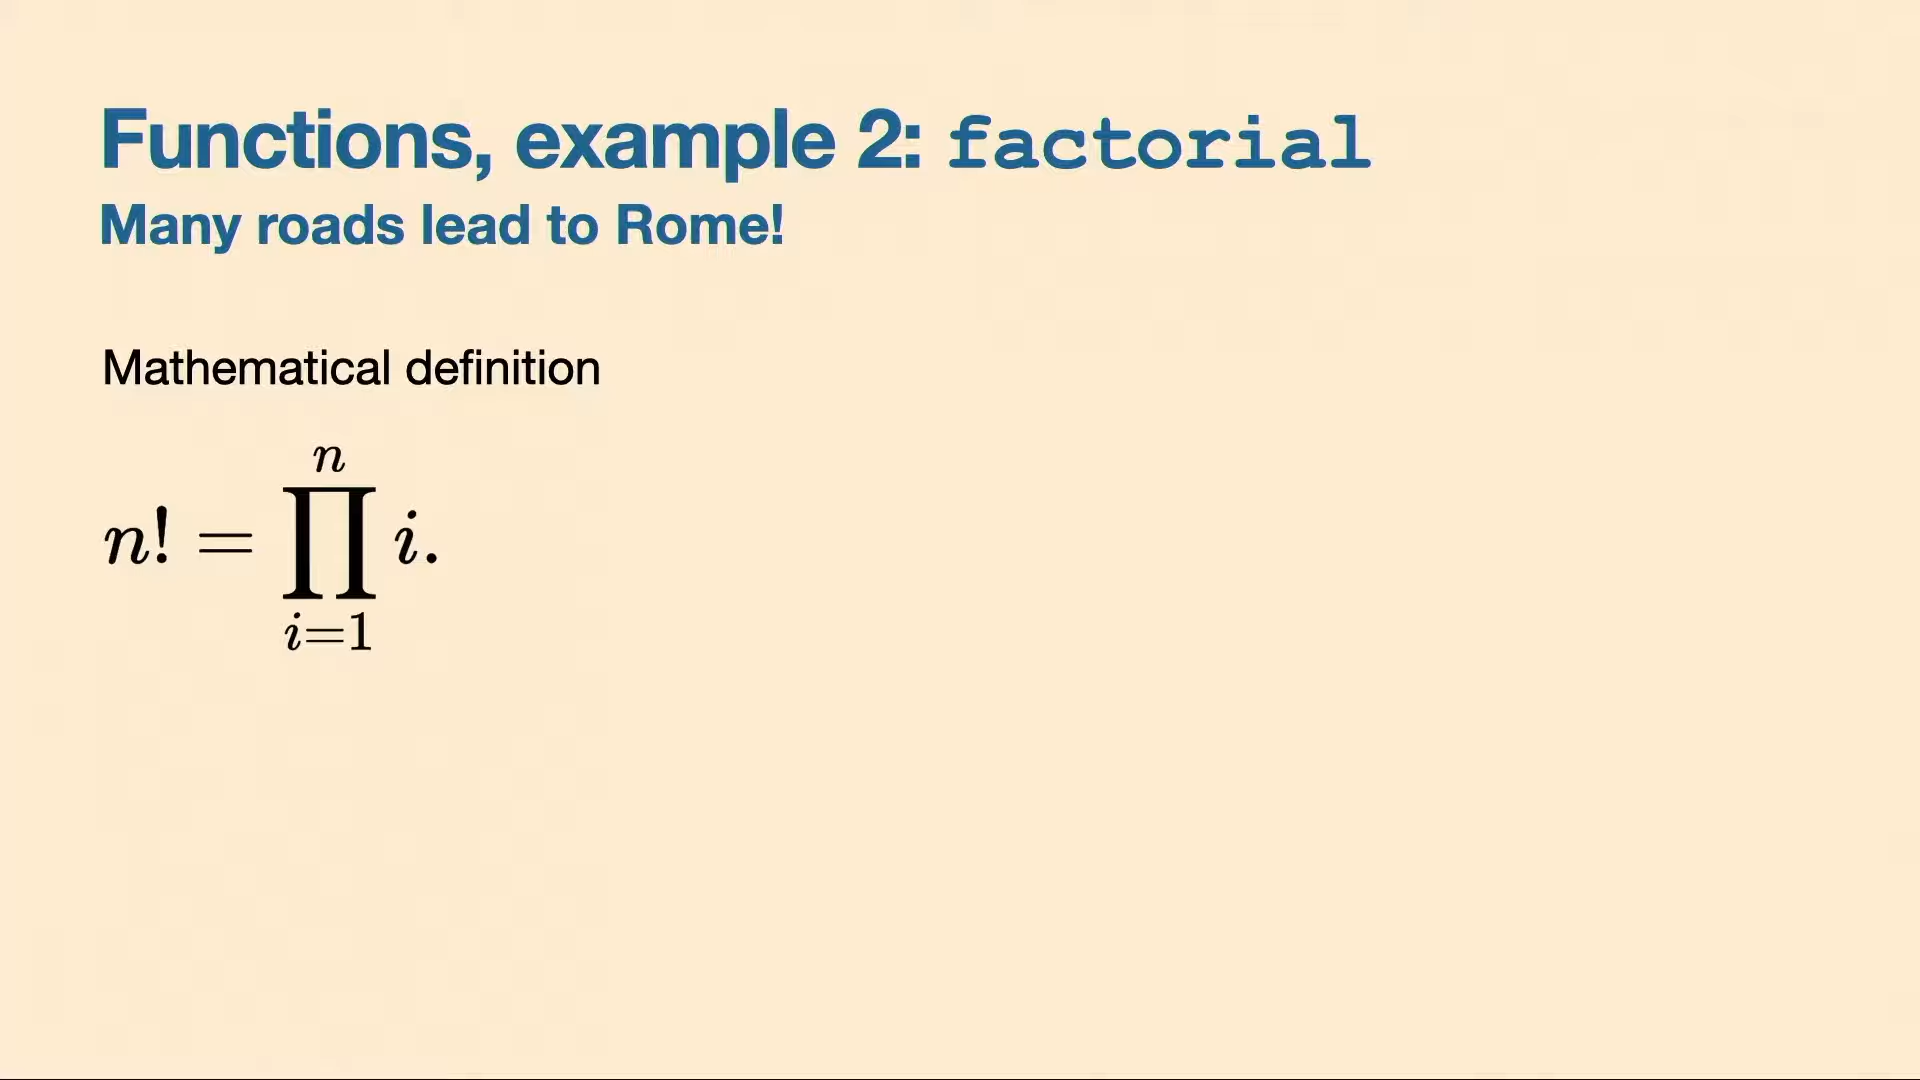 Functions, example 2: factorial
Many roads lead to Rome!
Mathematical definition
n
n! = ∏ i.
i=1